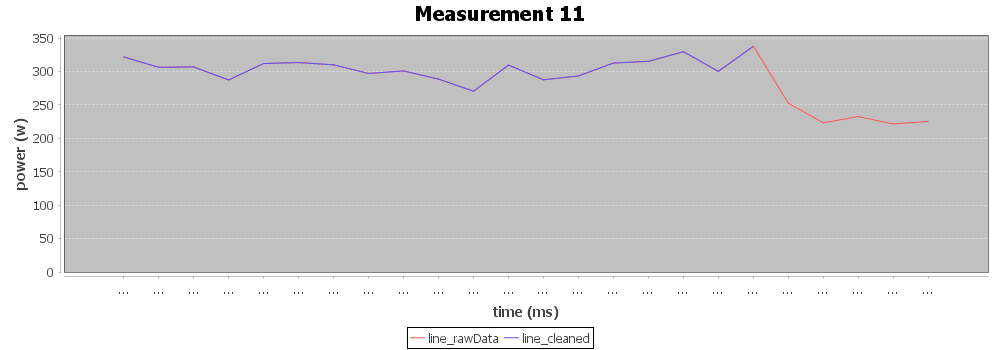 Measurement 11
350
300
250
200
150
100
50
0
power (w)
... ... ... ... ... ... ... ... ... ... ... ... ... ... ... ... ... ... ... ... ... ... ... ...
time (ms)
line_rawData line_cleaned